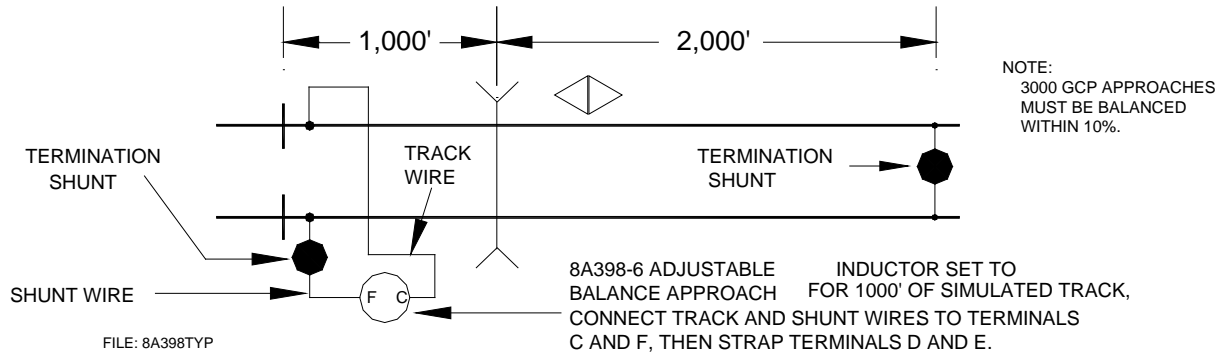 1,000'
2,000'
NOTE:
3000 GCP APPROACHES
MUST BE BALANCED
WITHIN 10%.
TERMINATION
SHUNT
TRACK
WIRE
TERMINATION
SHUNT
SHUNT WIRE
F C
8A398-6 ADJUSTABLE INDUCTOR SET TO
BALANCE APPROACH FOR 1000' OF SIMULATED TRACK,
CONNECT TRACK AND SHUNT WIRES TO TERMINALS
C AND F, THEN STRAP TERMINALS D AND E.
FILE: 8A398TYP